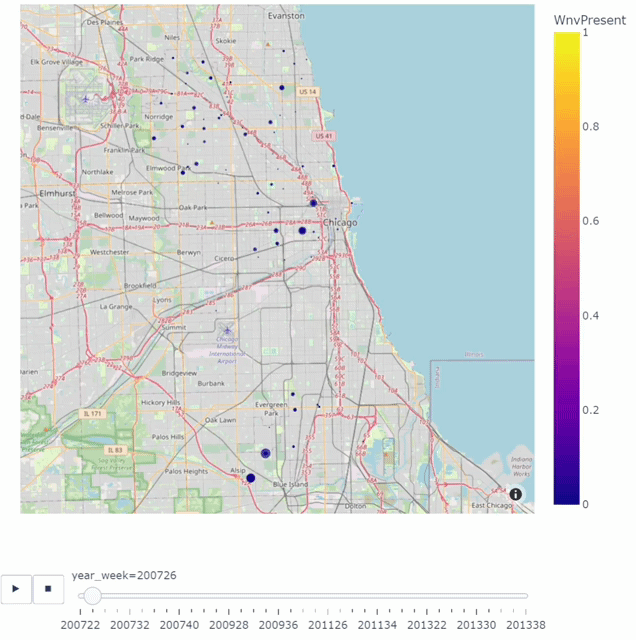 WnvPresent
1
0.8
0.6
0.4
0.2
0
Evanston
Des Plaines
Niles
Skokie
Park Ridge
Elk Grove Village
US 14
Norridge
Schiller Park
Bensenville
US 41
Franklin Park
Elmwood Park
Northlake
Melrose Park
Elmhurst
Oak Park
Bellwood
Maywood
Chicago
Westchester
Berwyn
Cicero
Brookfield
Lyons
La Grange
Summit
Chicago
Midway
International
Airport
Illinois
Indiana
Bridgeview
Burbank
Hickory Hills
Evergreen
Park
IL 171
Oak Lawn
Palos Hills
IL 83
Palos Heights
Alsip
Blue Island
Indiana
Harbor
Works
Dolton
East Chicago
year_week=200726
200722 200732 200740 200928 200936 201126 201134 201322 201330 201338